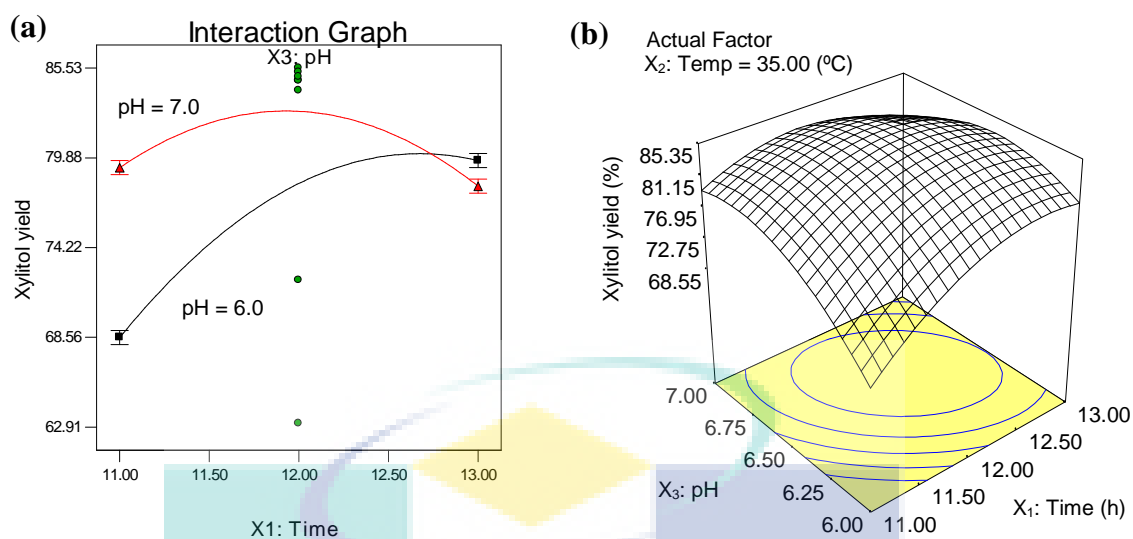 (a)
Interaction Graph
X3: pH
85.53
79.88
74.22
68.56
62.91
Xylitol yield
pH = 7.0
pH = 6.0
11.00 11.50 12.00 12.50 13.00
X1: Time
(b)
Actual Factor
X₂: Temp = 35.00 (ºC)
85.35
81.15
76.95
72.75
68.55
Xylitol yield (%)
7.00
6.75
6.50
6.25
6.00
X₃: pH
13.00
12.50
12.00
11.50
11.00
X₁: Time (h)